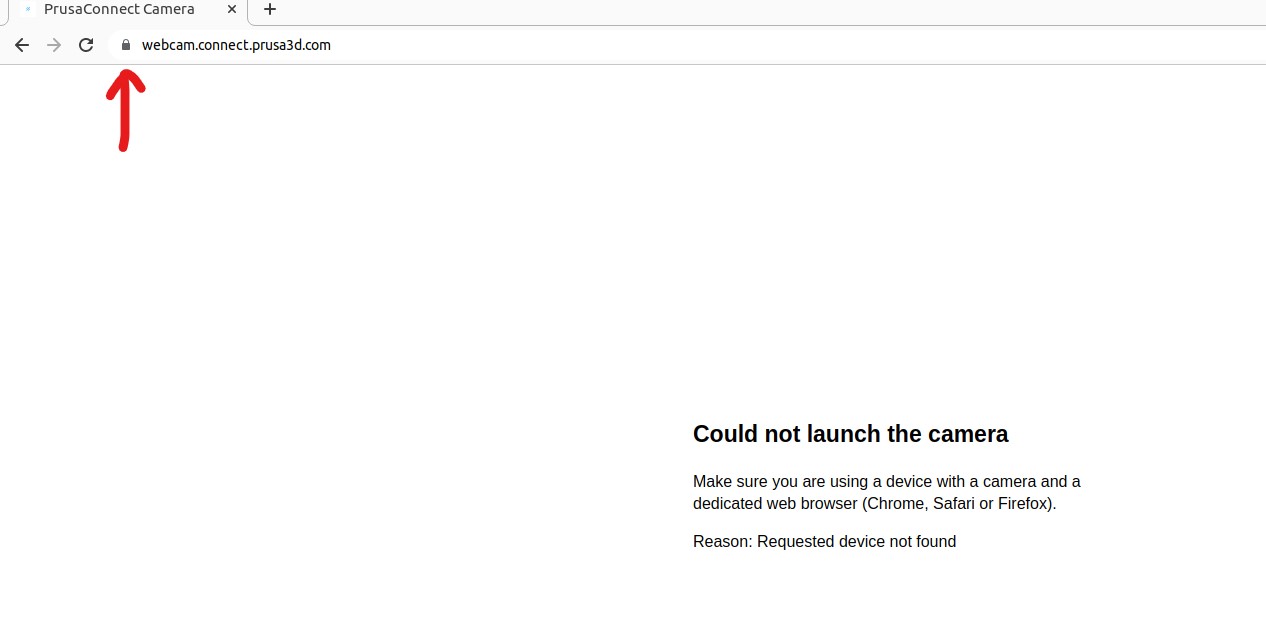 PrusaConnect Camera
webcam.connect.prusa3d.com
Could not launch the camera
Make sure you are using a device with a camera and a
dedicated web browser (Chrome, Safari or Firefox).
Reason: Requested device not found